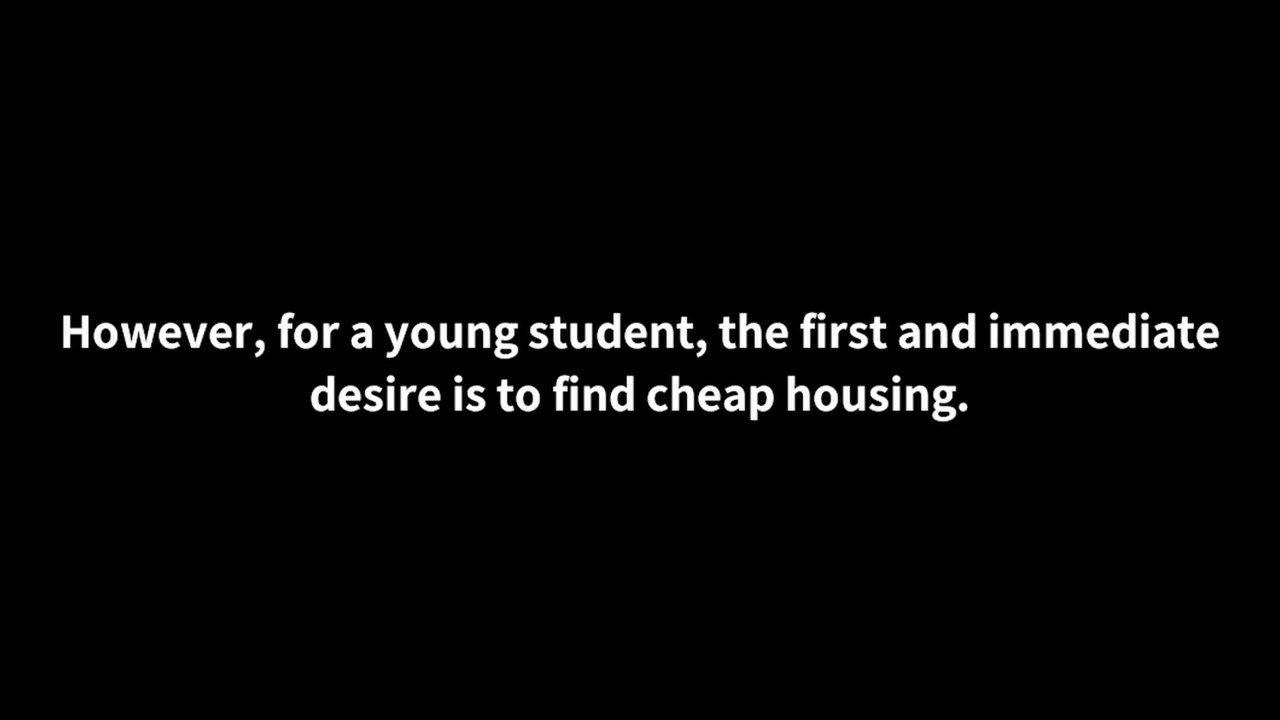 However, for a young student, the first and immediate
desire is to find cheap housing.